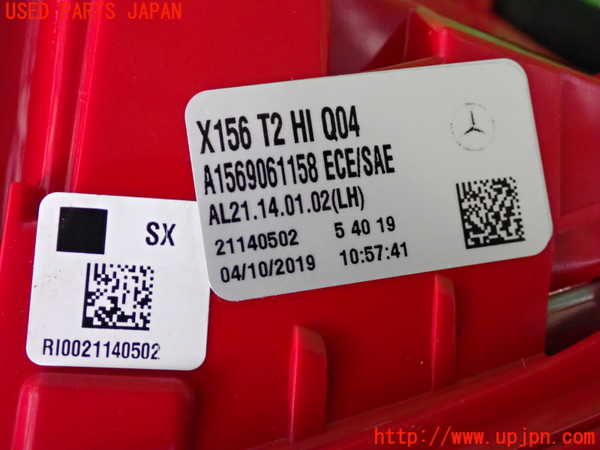 USED PARTS JAPAN
X156 T2 HI Q04
A1569061158 ECE/SAE
AL21.14.01.02(LH)
21140502 5 40 19
04/10/2019 10:57:41
SX
RI0021140502
http://www.upjpn.com/